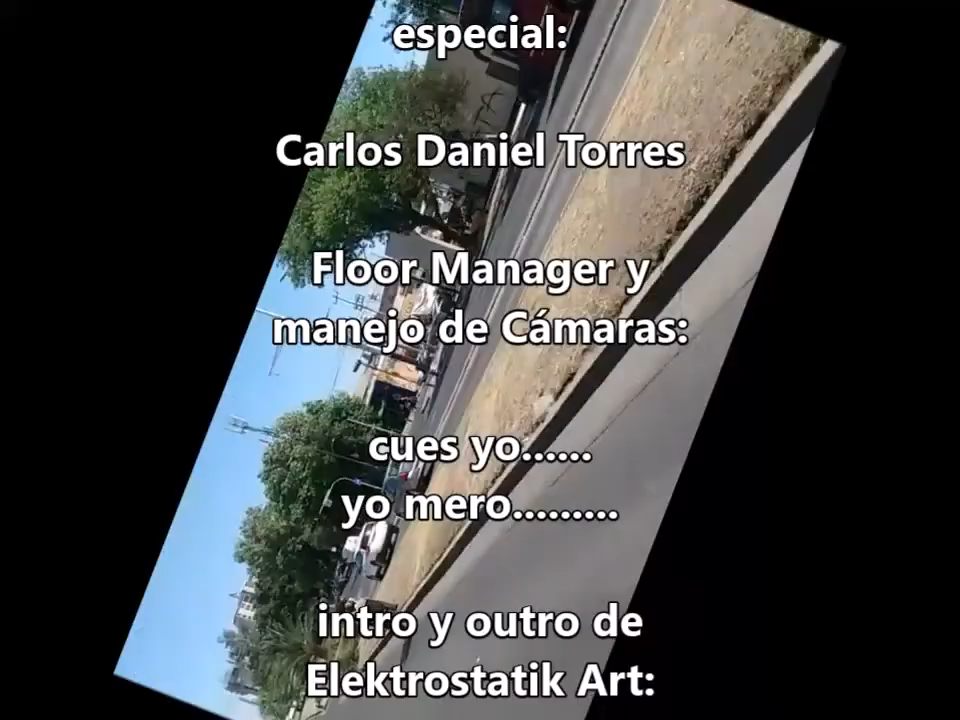 especial:
Carlos Daniel Torres
Floor Manager y
manejo de Cámaras:
cues yo......
yo mero.........
intro y outro de
Elektrostatik Art: